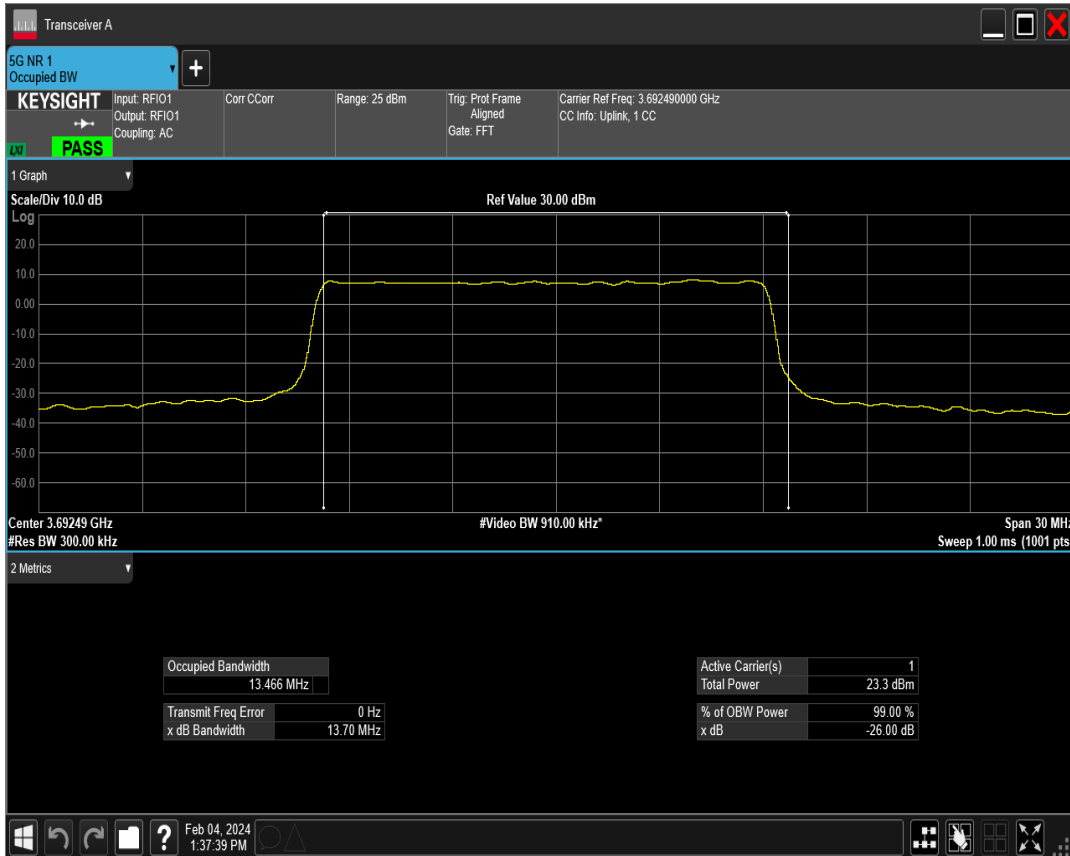 Transceiver A
5G NR 1
Occupied BW
+
KEYSIGHT
LXI
PASS
Input: RFIO1
Output: RFIO1
Coupling: AC
Corr CCorr
Range: 25 dBm
Trig: Prot Frame
Aligned
Gate: FFT
Carrier Ref Freq: 3.692490000 GHz
CC Info: Uplink, 1 CC
1 Graph
Scale/Div 10.0 dB
Ref Value 30.00 dBm
Log
20.0
10.0
0.00
-10.0
-20.0
-30.0
-40.0
-50.0
-60.0
Center 3.69249 GHz
#Video BW 910.00 kHz*
Span 30 MHz
#Res BW 300.00 kHz
Sweep 1.00 ms (1001 pts
2 Metrics
Occupied Bandwidth
13.466 MHz
Transmit Freq Error 0 Hz
x dB Bandwidth 13.70 MHz
Active Carrier(s) 1
Total Power 23.3 dBm
% of OBW Power 99.00 %
x dB -26.00 dB
?
Feb 04, 2024
1:37:39 PM